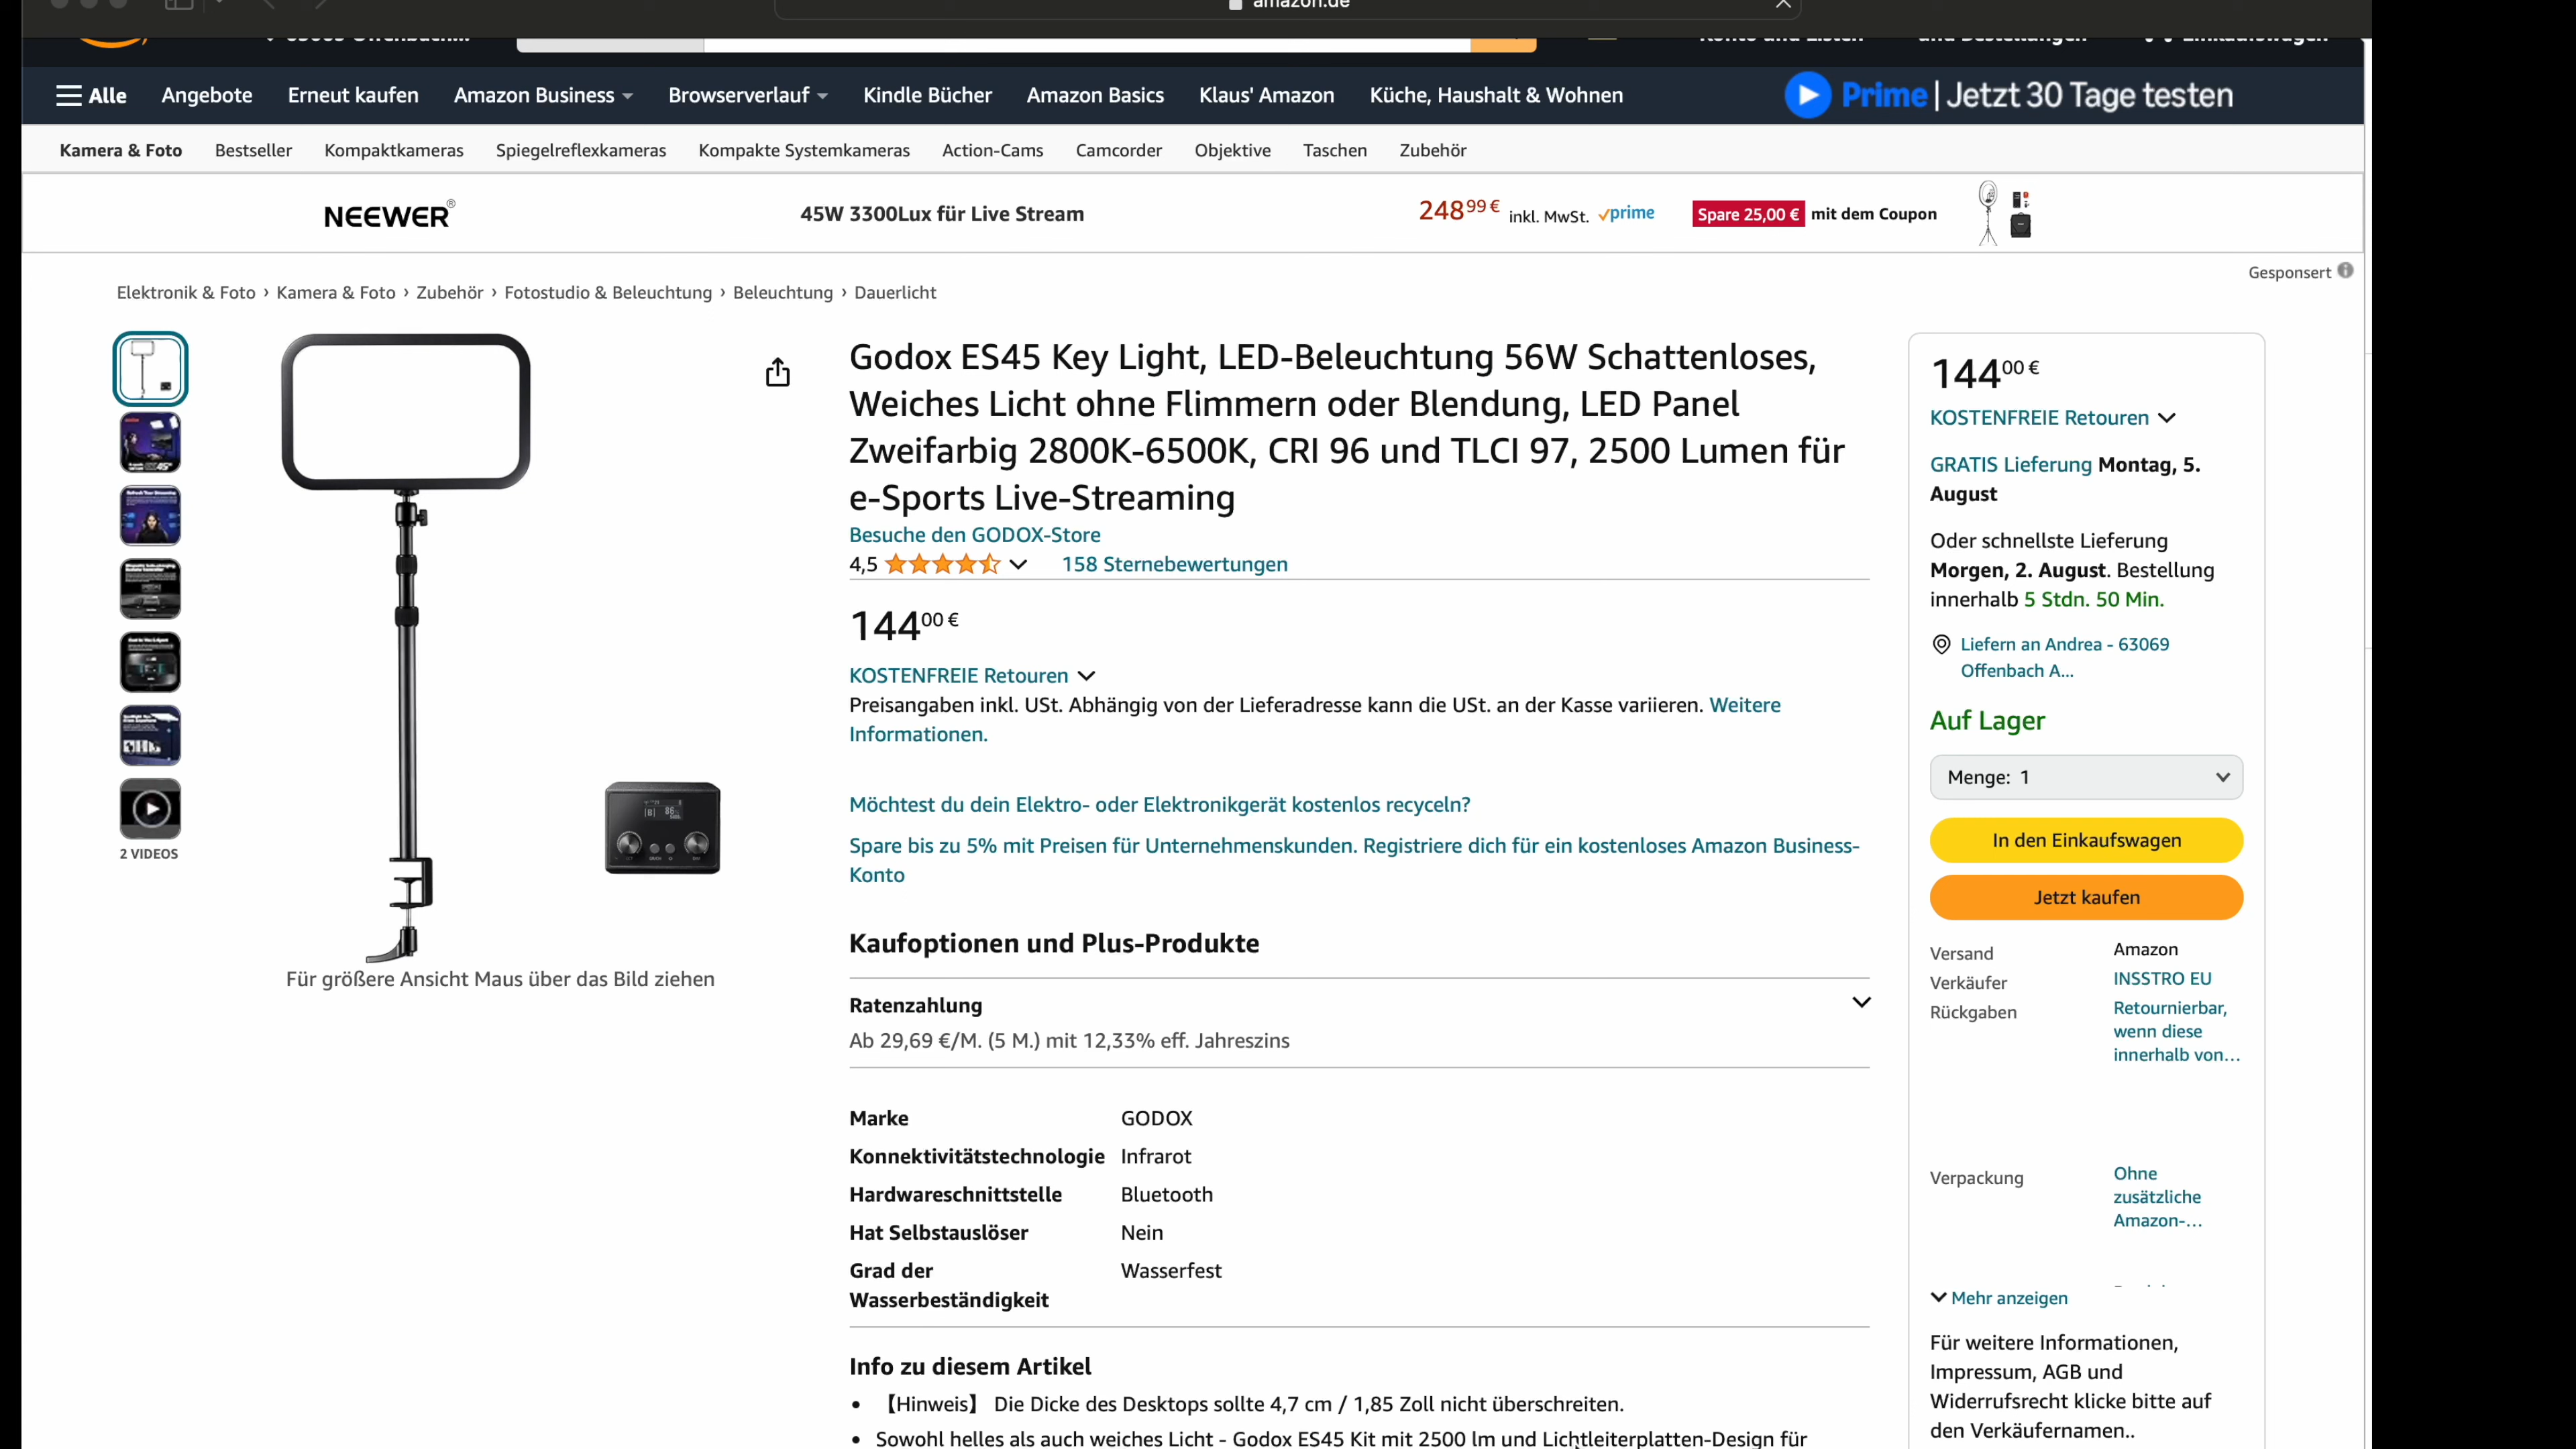 amazon.de
63069 Offenbach...
Konto und Listen
und Bestellungen
Einkaufswagen
Alle
Angebote
Erneut kaufen
Amazon Business
Browserverlauf
Kindle Bücher
Amazon Basics
Klaus' Amazon
Küche, Haushalt & Wohnen
Prime | Jetzt 30 Tage testen
Kamera & Foto
Bestseller
Kompaktkameras
Spiegelreflexkameras
Kompakte Systemkameras
Action-Cams
Camcorder
Objektive
Taschen
Zubehör
NEEWER®
45W 3300Lux für Live Stream
248⁹⁹ € inkl. MwSt. prime
Spare 25,00 € mit dem Coupon
Gesponsert
Elektronik & Foto › Kamera & Foto › Zubehör › Fotostudio & Beleuchtung › Beleuchtung › Dauerlicht
2 VIDEOS
Für größere Ansicht Maus über das Bild ziehen
Godox ES45 Key Light, LED-Beleuchtung 56W Schattenloses,
Weiches Licht ohne Flimmern oder Blendung, LED Panel
Zweifarbig 2800K-6500K, CRI 96 und TLCI 97, 2500 Lumen für
e-Sports Live-Streaming
Besuche den GODOX-Store
4,5
158 Sternebewertungen
144⁰⁰ €
KOSTENFREIE Retouren
Preisangaben inkl. USt. Abhängig von der Lieferadresse kann die USt. an der Kasse variieren. Weitere
Informationen.
Möchtest du dein Elektro- oder Elektronikgerät kostenlos recyceln?
Spare bis zu 5% mit Preisen für Unternehmenskunden. Registriere dich für ein kostenloses Amazon Business-
Konto
Kaufoptionen und Plus-Produkte
Ratenzahlung
Ab 29,69 €/M. (5 M.) mit 12,33% eff. Jahreszins
Marke GODOX
Konnektivitätstechnologie Infrarot
Hardwareschnittstelle Bluetooth
Hat Selbstauslöser Nein
Grad der Wasserfest
Wasserbeständigkeit
Info zu diesem Artikel
• 【Hinweis】 Die Dicke des Desktops sollte 4,7 cm / 1,85 Zoll nicht überschreiten.
• Sowohl helles als auch weiches Licht - Godox ES45 Kit mit 2500 lm und Lichtleiterplatten-Design für
144⁰⁰ €
KOSTENFREIE Retouren
GRATIS Lieferung Montag, 5.
August
Oder schnellste Lieferung
Morgen, 2. August. Bestellung
innerhalb 5 Stdn. 50 Min.
Liefern an Andrea - 63069
Offenbach A...
Auf Lager
Menge: 1
In den Einkaufswagen
Jetzt kaufen
Versand Amazon
Verkäufer INSSTRO EU
Rückgaben Retournierbar,
wenn diese
innerhalb von...
Verpackung Ohne
zusätzliche
Amazon-...
Mehr anzeigen
Für weitere Informationen,
Impressum, AGB und
Widerrufsrecht klicke bitte auf
den Verkäufernamen..